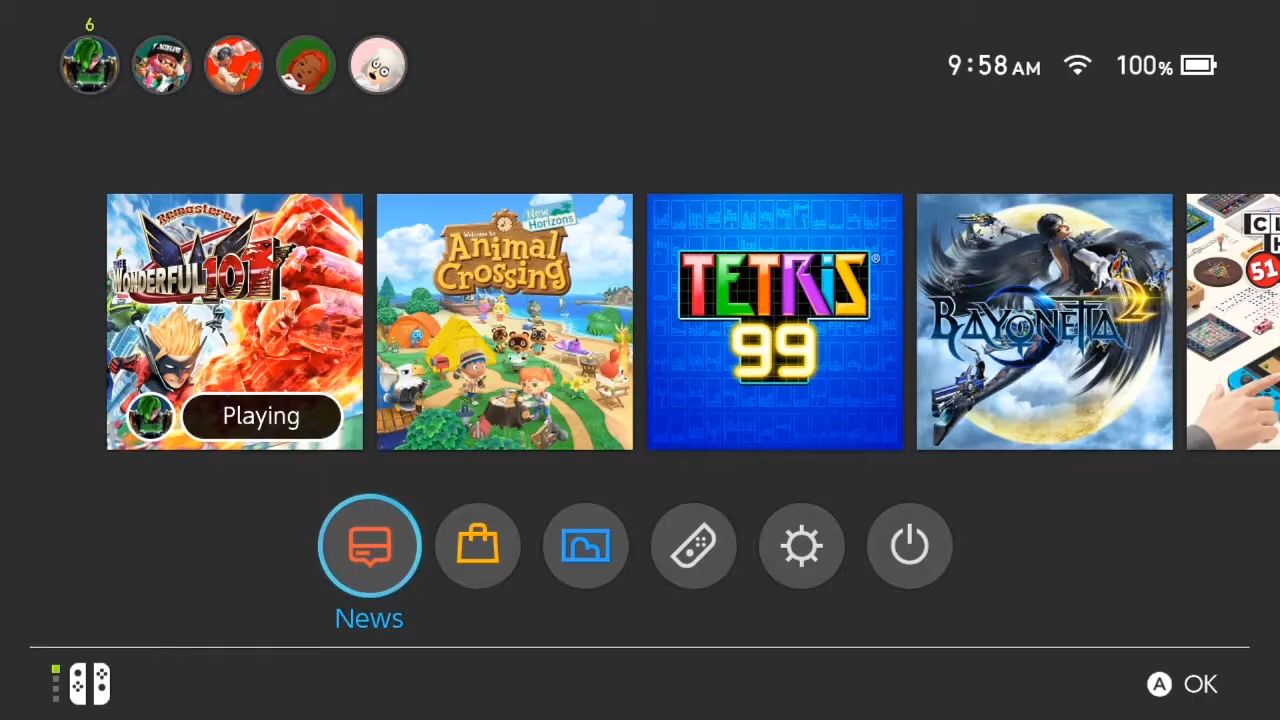 6
9:58 AM
100%
Remastered
THE
WONDERFUL 101
Playing
New
Horizons
Welcome to
Animal
Crossing
TETRIS®
99
BAYONETTA 2
51
News
A OK